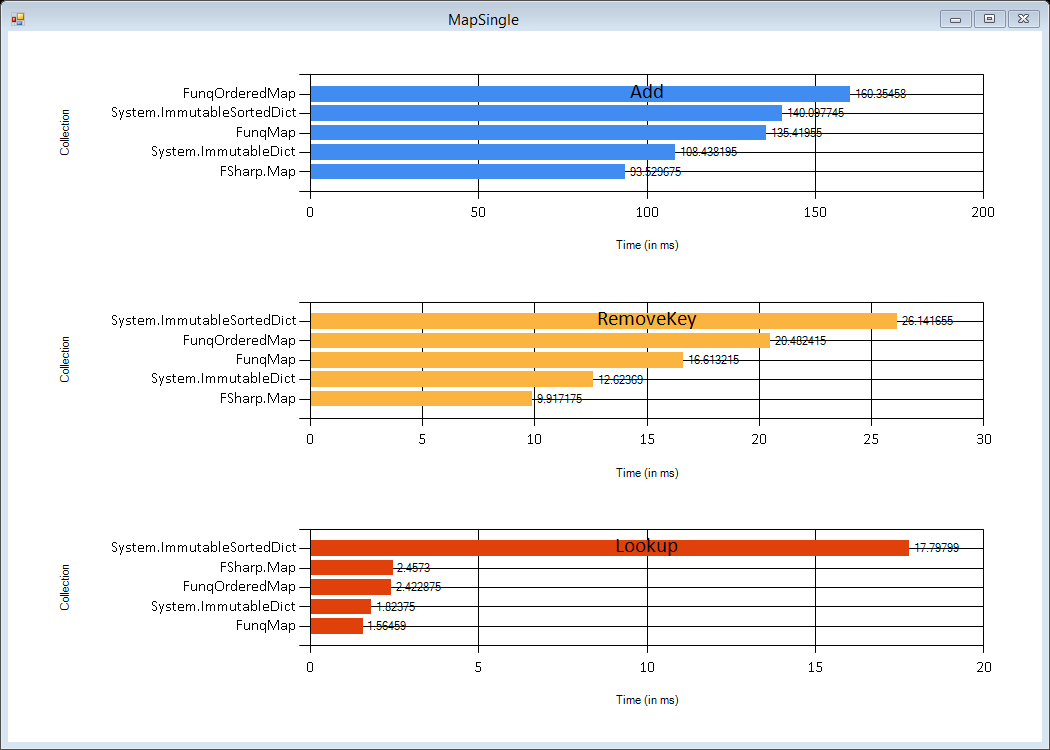 MapSingle
Add
Collection
FunqOrderedMap 160.35458
System.ImmutableSortedDict 140.097745
FunqMap 135.41955
System.ImmutableDict 108.438195
FSharp.Map 93.529675
0 50 100 150 200
Time (in ms)
RemoveKey
Collection
System.ImmutableSortedDict 26.141655
FunqOrderedMap 20.482415
FunqMap 16.613215
System.ImmutableDict 12.62369
FSharp.Map 9.917175
0 5 10 15 20 25 30
Time (in ms)
Lookup
Collection
System.ImmutableSortedDict 17.79799
FSharp.Map 2.4573
FunqOrderedMap 2.422875
System.ImmutableDict 1.82375
FunqMap 1.56459
0 5 10 15 20
Time (in ms)